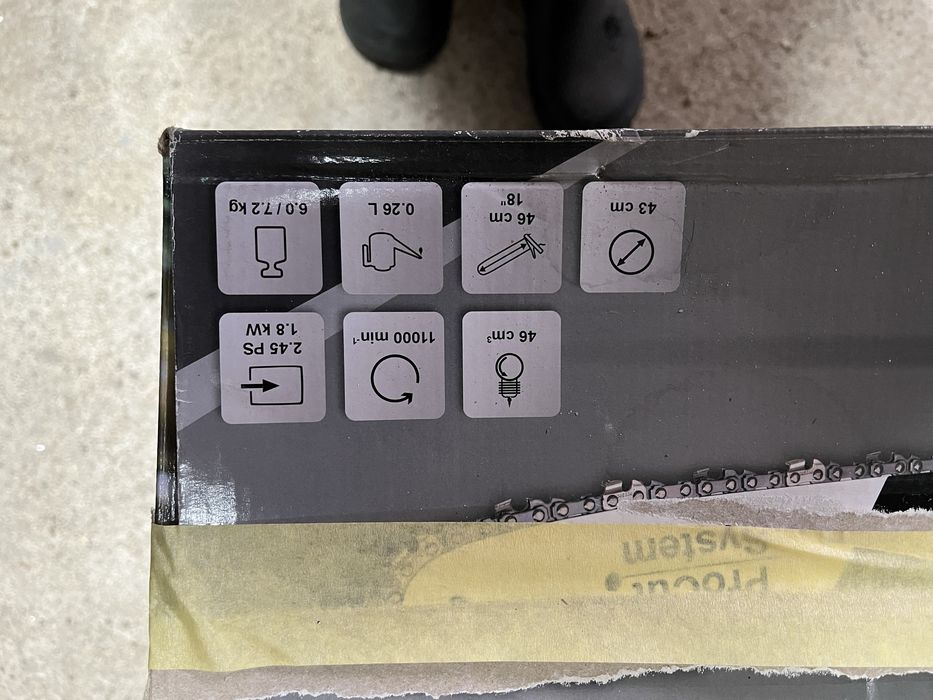 ProCut
System
46 cm³
11000 min⁻¹
2.45 PS
1.8 kW
43 cm
46 cm
18"
0.26 L
6.0 / 7.2 kg